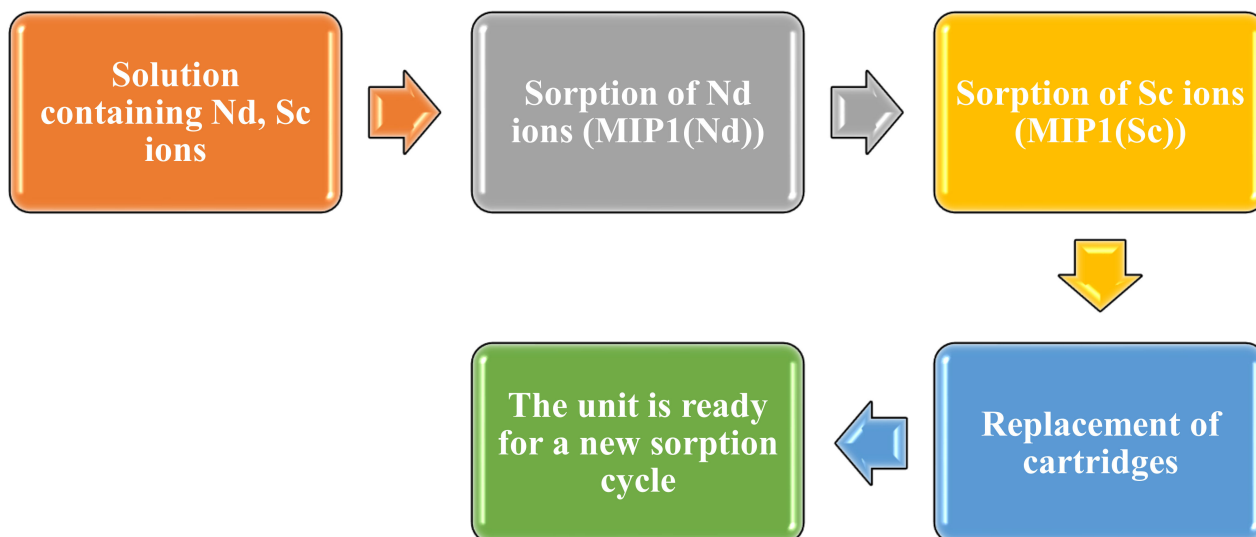 Solution
containing Nd, Sc
ions
Sorption of Nd
ions (MIP1(Nd))
Sorption of Sc ions
(MIP1(Sc))
Replacement of
cartridges
The unit is ready
for a new sorption
cycle